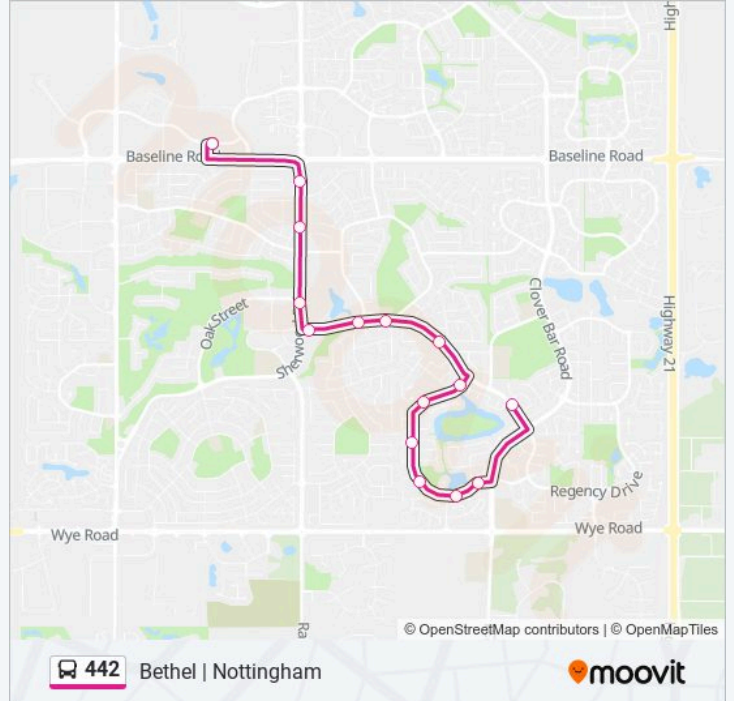 High
Baseline Ro
Baseline Road
Oak Street
Clover Bar Road
Highway 21
Sherwo
Regency Drive
Wye Road
Wye Road
Ra
© OpenStreetMap contributors | © OpenMapTiles
442 Bethel | Nottingham
moovit